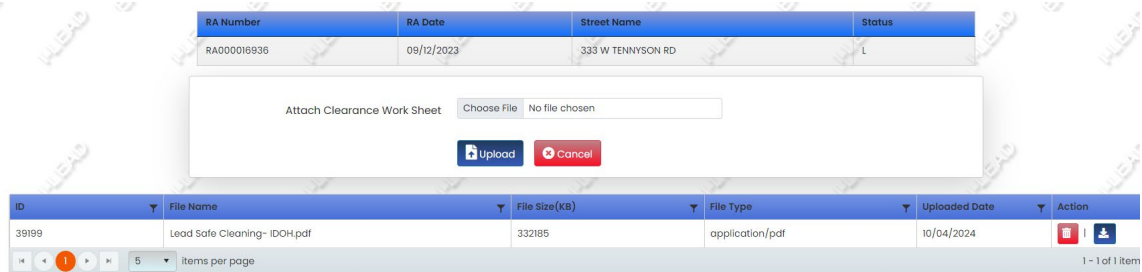 RA Number RA Date Street Name Status
RA000016936 09/12/2023 333 W TENNYSON RD L
Attach Clearance Work Sheet Choose File No file chosen
Upload Cancel
ID File Name File Size(KB) File Type Uploaded Date Action
39199 Lead Safe Cleaning- IDOH.pdf 332185 application/pdf 10/04/2024 |
1 5 items per page 1 - 1 of 1 item